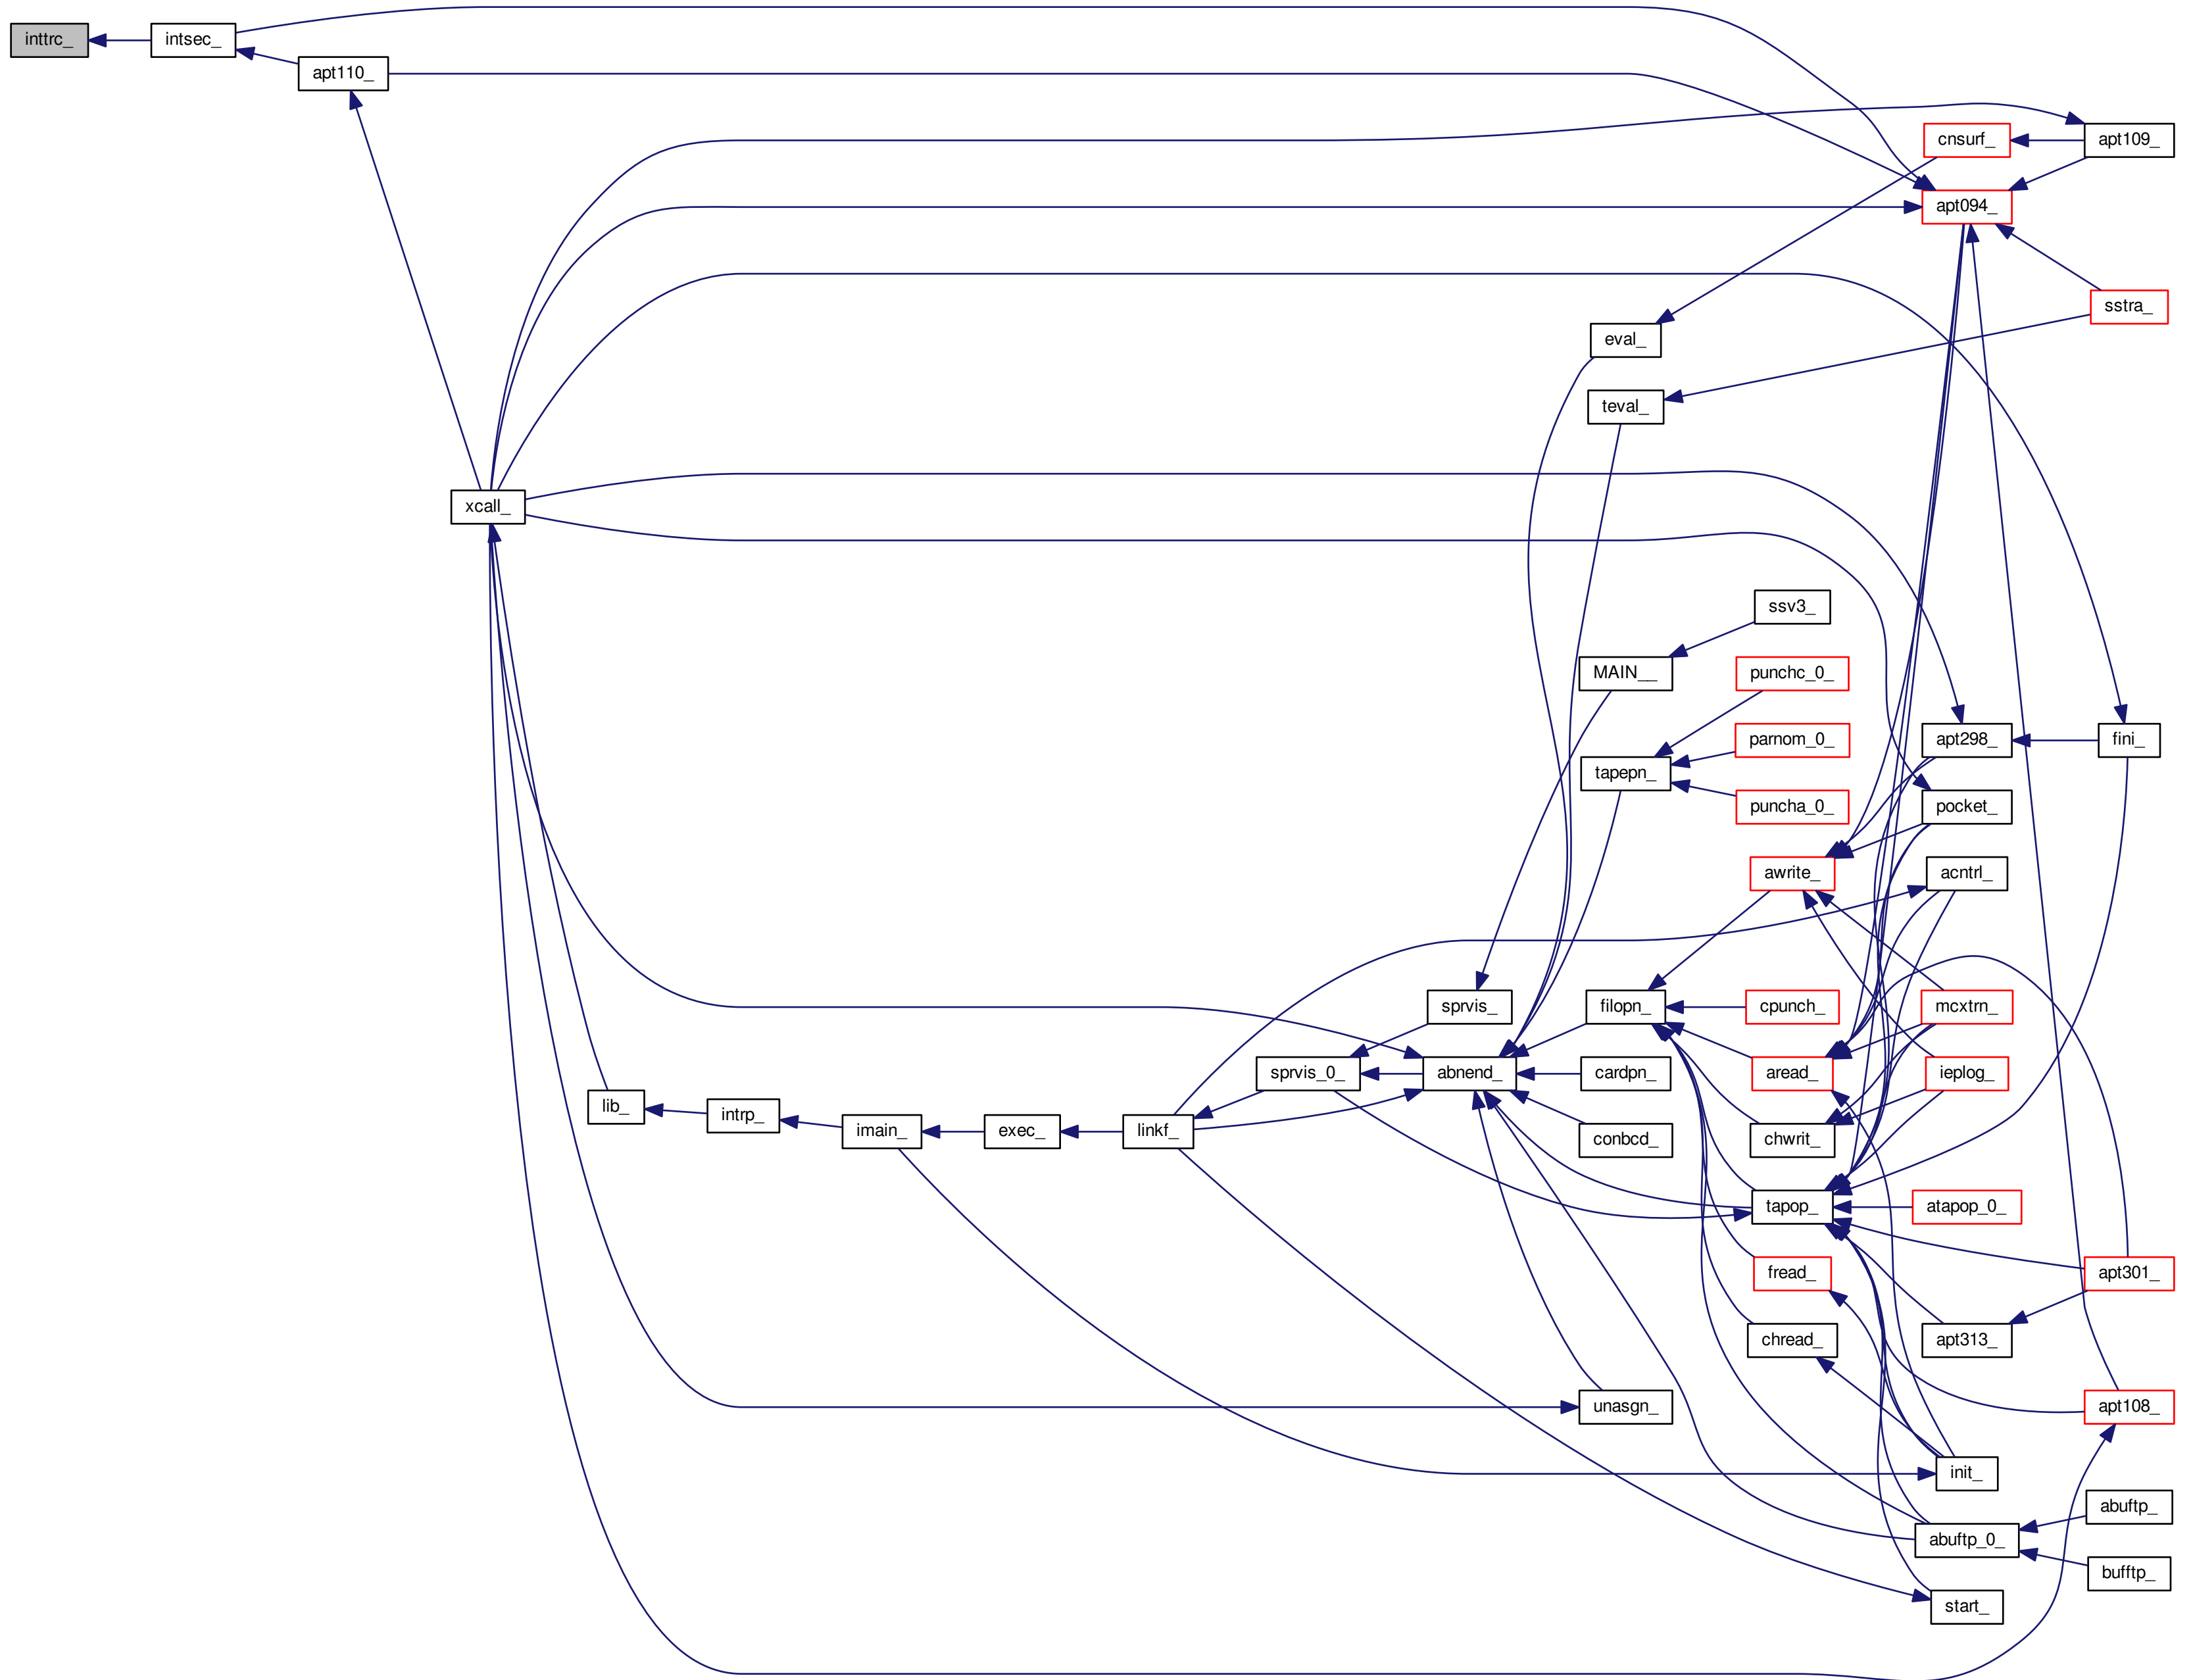 inttrc_
intsec_
apt110_
cnsurf_
apt109_
apt094_
sstra_
eval_
teval_
xcall_
ssv3_
MAIN__
punchc_0_
parnom_0_
tapepn_
puncha_0_
apt298_
fini_
pocket_
awrite_
acntrl_
sprvis_
filopn_
cpunch_
mcxtrn_
sprvis_0_
abnend_
cardpn_
aread_
ieplog_
lib_
intrp_
imain_
exec_
linkf_
conbcd_
chwrit_
tapop_
atapop_0_
fread_
apt301_
chread_
apt313_
unasgn_
apt108_
init_
abuftp_
abuftp_0_
bufftp_
start_